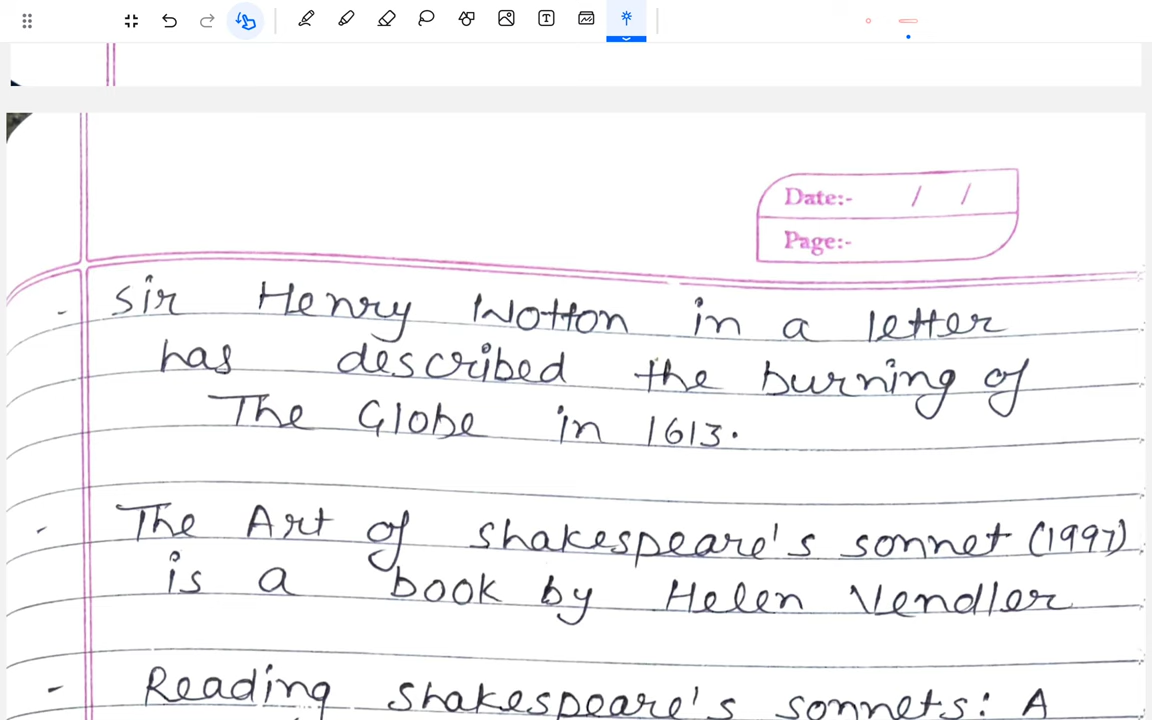 Date:- / /
Page:-
- Sir Henry Wotton in a letter
has described the burning of
The Globe in 1613.
- The Art of Shakespeare's sonnet (1997)
is a book by Helen Vendler
- Reading Shakespeare's sonnets: A